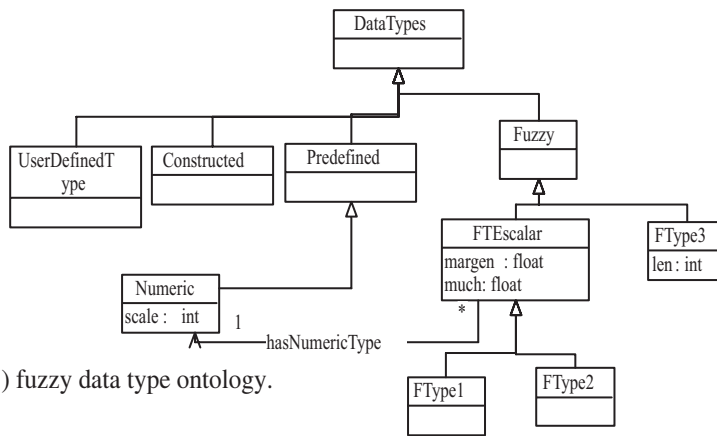 DataTypes
UserDefinedT
ype
Constructed
Predefined
Fuzzy
FTEscalar
margen : float
much: float
FType3
len : int
Numeric
scale : int
1
*
hasNumericType
FType1
FType2
) fuzzy data type ontology.